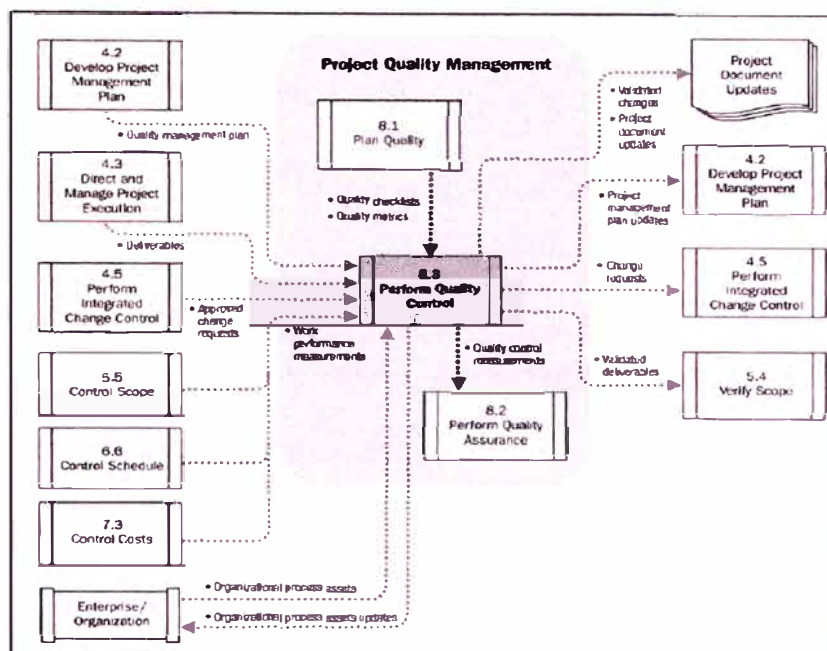 Project Quality Management
4.2
Develop Project
Management
Plan
• Quality management plan
4.3
Direct and
Manage Project
Execution
• Deliverables
4.5
Perform
Integrated
Change Control
• Approved
change
requests
5.5
Control Scope
6.6
Control Schedule
7.3
Control Costs
• Work
performance
measurements
Enterprise/
Organization
• Organizational process assets
• Organizational process assets updates
8.1
Plan Quality
• Quality checklists
• Quality metrics
8.3
Perform Quality
Control
• Quality control
measurements
8.2
Perform Quality
Assurance
• Validated
changes
• Project
document
updates
Project
Document
Updates
• Project
management
plan updates
4.2
Develop Project
Management
Plan
• Change
requests
4.5
Perform
Integrated
Change Control
• Validated
deliverables
5.4
Verify Scope